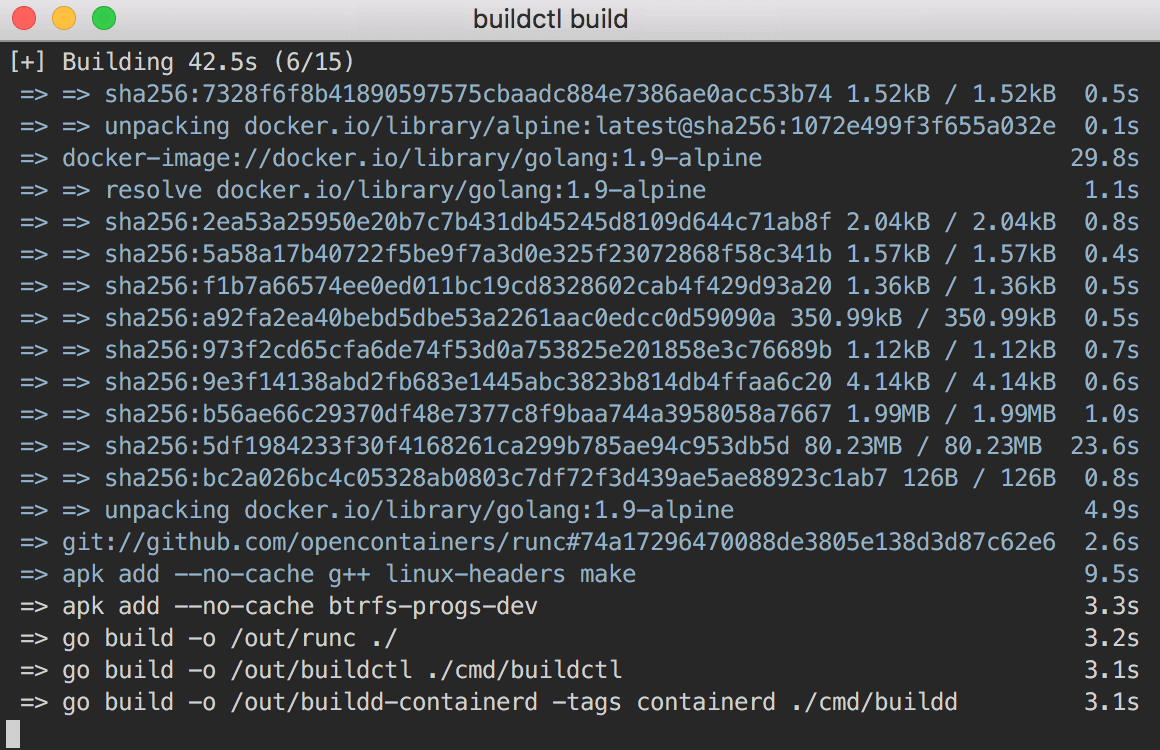 buildctl build
[+] Building 42.5s (6/15)
=> => sha256:7328f6f8b41890597575cbaadc884e7386ae0acc53b74 1.52kB / 1.52kB 0.5s
=> => unpacking docker.io/library/alpine:latest@sha256:1072e499f3f655a032e 0.1s
=> docker-image://docker.io/library/golang:1.9-alpine 29.8s
=> => resolve docker.io/library/golang:1.9-alpine 1.1s
=> => sha256:2ea53a25950e20b7c7b431db45245d8109d644c71ab8f 2.04kB / 2.04kB 0.8s
=> => sha256:5a58a17b40722f5be9f7a3d0e325f23072868f58c341b 1.57kB / 1.57kB 0.4s
=> => sha256:f1b7a66574ee0ed011bc19cd8328602cab4f429d93a20 1.36kB / 1.36kB 0.5s
=> => sha256:a92fa2ea40bebd5dbe53a2261aac0edcc0d59090a 350.99kB / 350.99kB 0.5s
=> => sha256:973f2cd65cfa6de74f53d0a753825e201858e3c76689b 1.12kB / 1.12kB 0.7s
=> => sha256:9e3f14138abd2fb683e1445abc3823b814db4ffaa6c20 4.14kB / 4.14kB 0.6s
=> => sha256:b56ae66c29370df48e7377c8f9baa744a3958058a7667 1.99MB / 1.99MB 1.0s
=> => sha256:5df1984233f30f4168261ca299b785ae94c953db5d 80.23MB / 80.23MB 23.6s
=> => sha256:bc2a026bc4c05328ab0803c7df72f3d439ae5ae88923c1ab7 126B / 126B 0.8s
=> => unpacking docker.io/library/golang:1.9-alpine 4.9s
=> git://github.com/opencontainers/runc#74a17296470088de3805e138d3d87c62e6 2.6s
=> apk add --no-cache g++ linux-headers make 9.5s
=> apk add --no-cache btrfs-progs-dev 3.3s
=> go build -o /out/runc ./ 3.2s
=> go build -o /out/buildctl ./cmd/buildctl 3.1s
=> go build -o /out/buildd-containerd -tags containerd ./cmd/buildd 3.1s